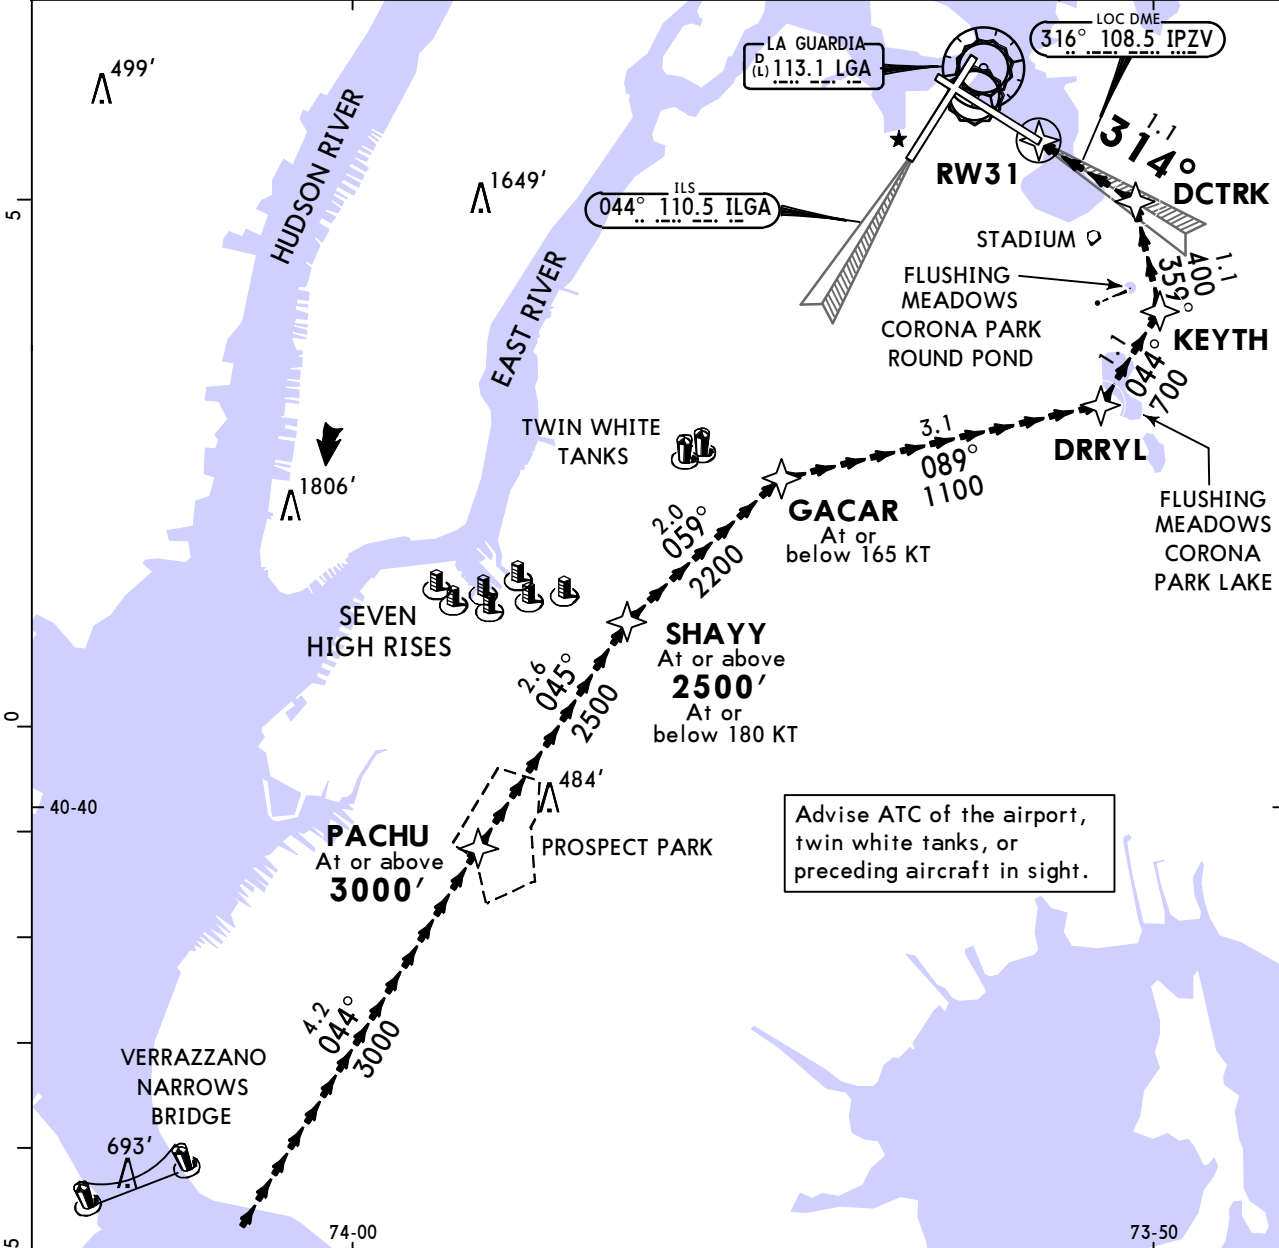 LOC DME
316° 108.5 IPZV
LA GUARDIA
D
(L) 113.1 LGA
499'
1.1
314°
RW31
DCTRK
1649'
ILS
044° 110.5 ILGA
HUDSON RIVER
5
STADIUM
1.1
400
359°
FLUSHING
MEADOWS
CORONA PARK
ROUND POND
EAST RIVER
KEYTH
1.1
044°
700
TWIN WHITE
TANKS
3.1
089°
1100
DRRYL
1806'
GACAR
At or
below 165 KT
FLUSHING
MEADOWS
CORONA
PARK LAKE
2.0
059°
2200
SEVEN
HIGH RISES
SHAYY
At or above
2500'
At or
below 180 KT
2.6
045°
2500
0
484'
40-40
PACHU
At or above
3000'
PROSPECT PARK
Advise ATC of the airport,
twin white tanks, or
preceding aircraft in sight.
4.2
044°
3000
VERRAZZANO
NARROWS
BRIDGE
693'
5
74-00
73-50